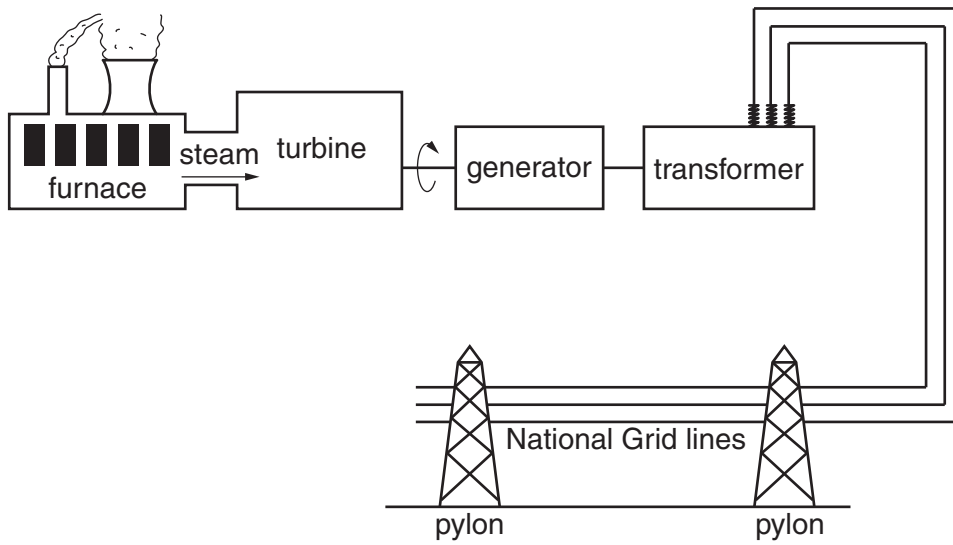 steam
turbine
generator
transformer
furnace
National Grid lines
pylon
pylon